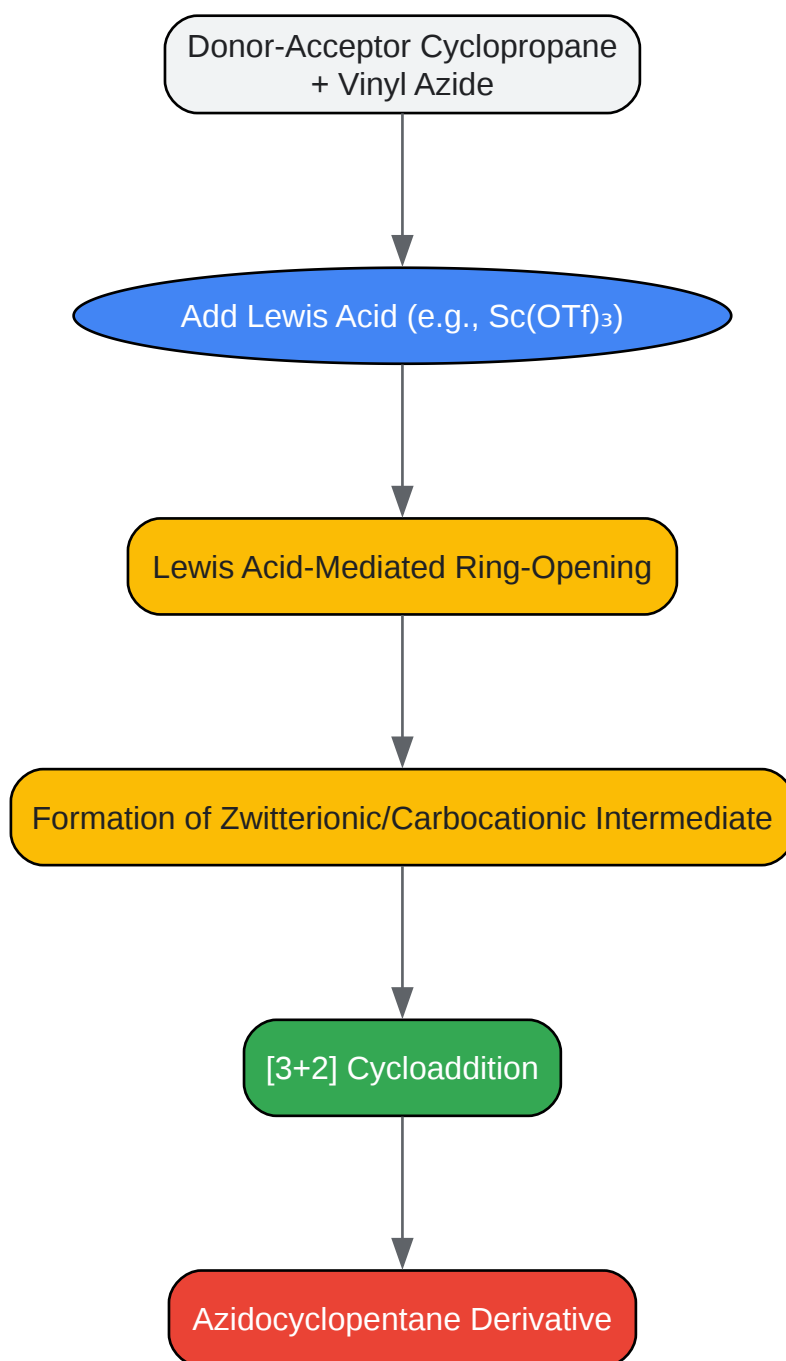 Donor-Acceptor Cyclopropane
+ Vinyl Azide
Add Lewis Acid (e.g., Sc(OTf)₃)
Lewis Acid-Mediated Ring-Opening
Formation of Zwitterionic/Carbocationic Intermediate
[3+2] Cycloaddition
Azidocyclopentane Derivative